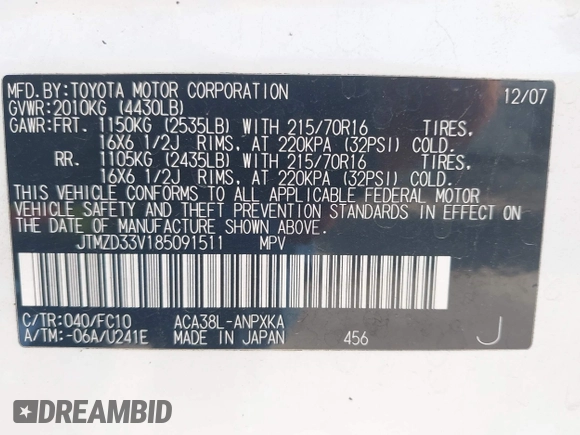 MFD.BY:TOYOTA MOTOR CORPORATION 12/07
GVWR:2010KG (4430LB)
GAWR:FRT. 1150KG (2535LB) WITH 215/70R16 TIRES,
16X6 1/2J RIMS, AT 220KPA (32PSI) COLD.
RR. 1105KG (2435LB) WITH 215/70R16 TIRES,
16X6 1/2J RIMS, AT 220KPA (32PSI) COLD.
THIS VEHICLE CONFORMS TO ALL APPLICABLE FEDERAL MOTOR
VEHICLE SAFETY AND THEFT PREVENTION STANDARDS IN EFFECT ON
THE DATE OF MANUFACTURE SHOWN ABOVE.
JTMZD33V185091511 MPV
C/TR:040/FC10 ACA38L-ANPXKA
A/TM:-06A/U241E MADE IN JAPAN 456 J
DREAMBID